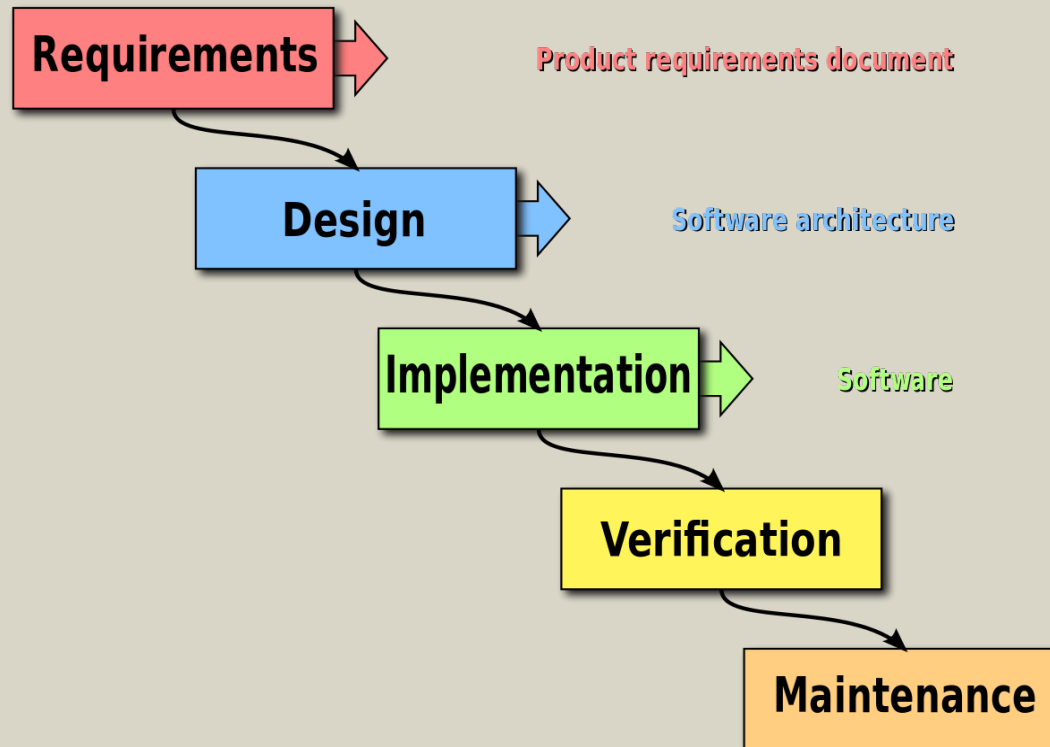 Requirements
Product requirements document
Design
Software architecture
Implementation
Software
Verification
Maintenance